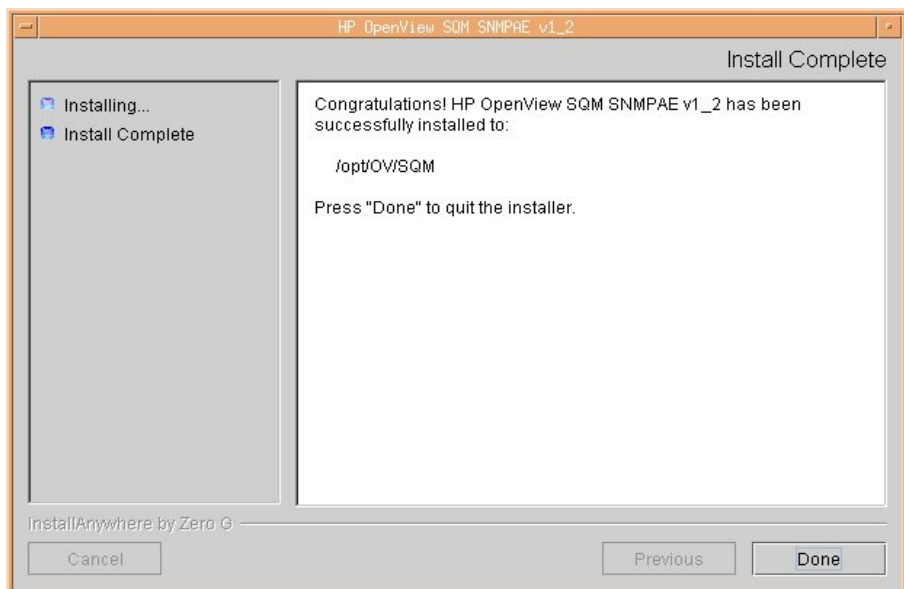 HP OpenView SQM SNMPAE v1_2
Install Complete
Installing...
Install Complete
Congratulations! HP OpenView SQM SNMPAE v1_2 has been
successfully installed to:
/opt/OV/SQM
Press "Done" to quit the installer.
InstallAnywhere by Zero G
Cancel
Previous
Done